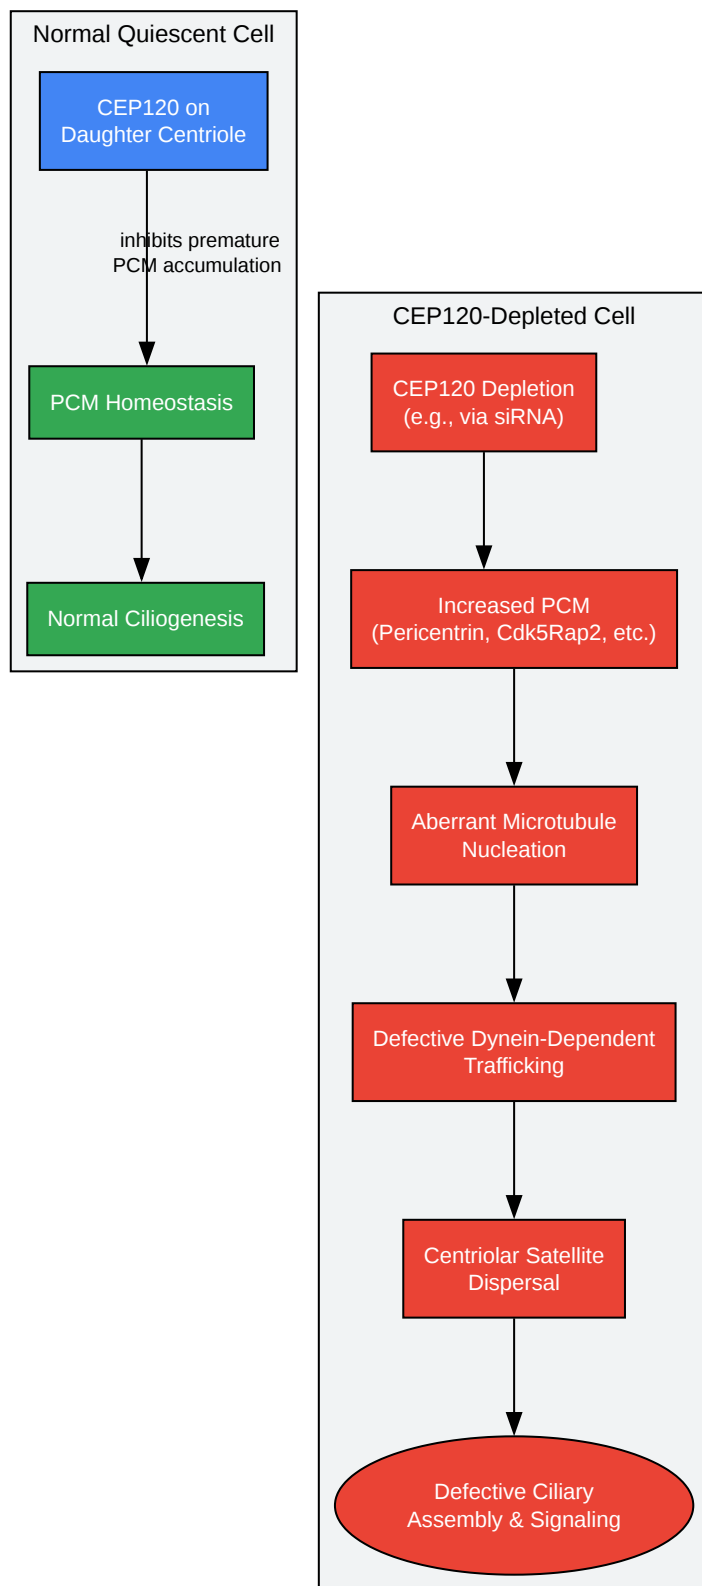 Normal Quiescent Cell
CEP120 on
Daughter Centriole
inhibits premature
PCM accumulation
PCM Homeostasis
Normal Ciliogenesis
CEP120-Depleted Cell
CEP120 Depletion
(e.g., via siRNA)
Increased PCM
(Pericentrin, Cdk5Rap2, etc.)
Aberrant Microtubule
Nucleation
Defective Dynein-Dependent
Trafficking
Centriolar Satellite
Dispersal
Defective Ciliary
Assembly & Signaling